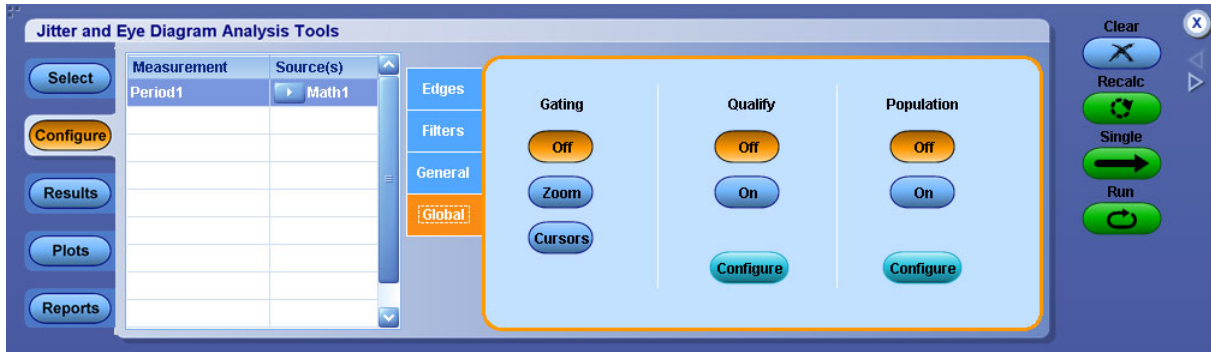 Jitter and Eye Diagram Analysis Tools
Select
Configure
Results
Plots
Reports
Measurement Source(s)
Period1 Math1
Edges
Filters
General
Global
Gating
Off
Zoom
Cursors
Qualify
Off
On
Configure
Population
Off
On
Configure
Clear
X
Recalc
Single
Run